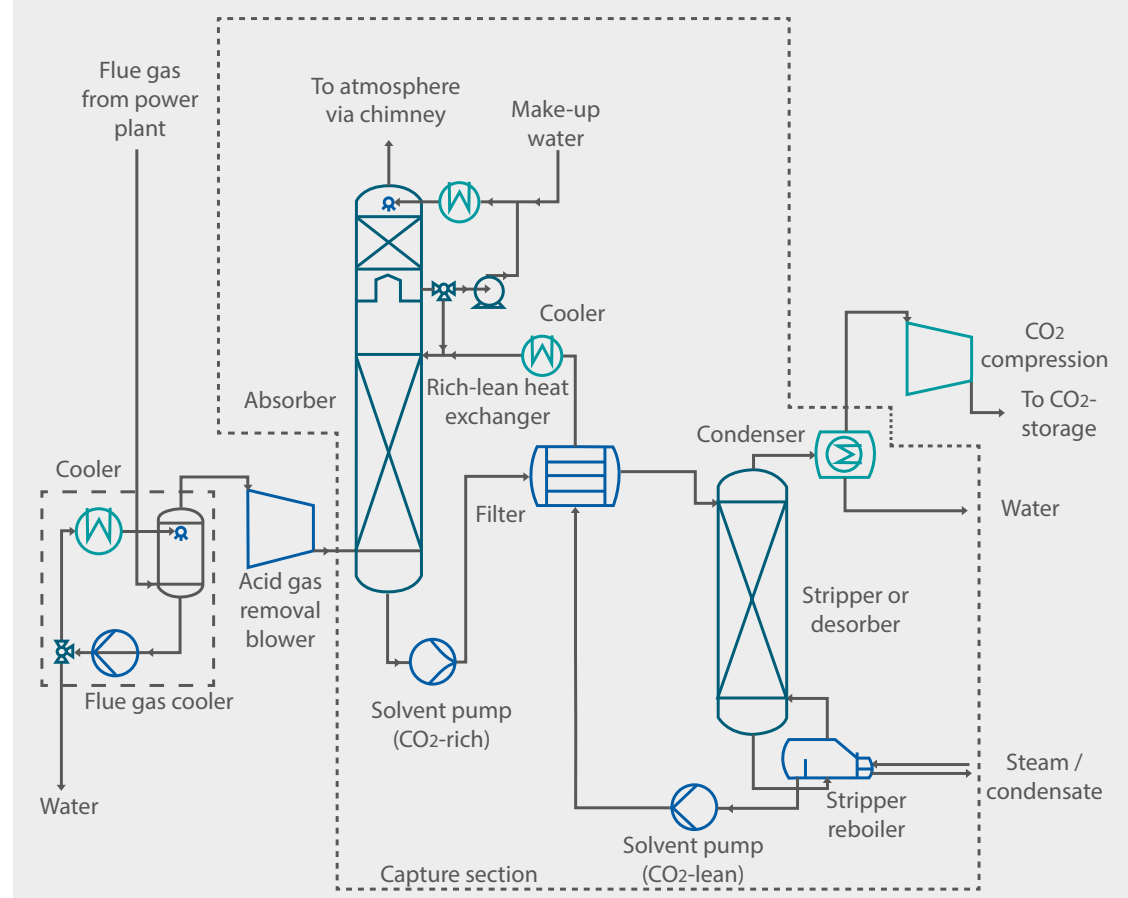 Flue gas
from power
plant
To atmosphere
via chimney
Make-up
water
Cooler
CO2
compression
To CO2-
storage
Rich-lean heat
exchanger
Absorber
Condenser
Cooler
Filter
Water
Acid gas
removal
blower
Stripper or
desorber
Flue gas cooler
Solvent pump
(CO2-rich)
Water
Steam /
condensate
Stripper
reboiler
Solvent pump
(CO2-lean)
Capture section